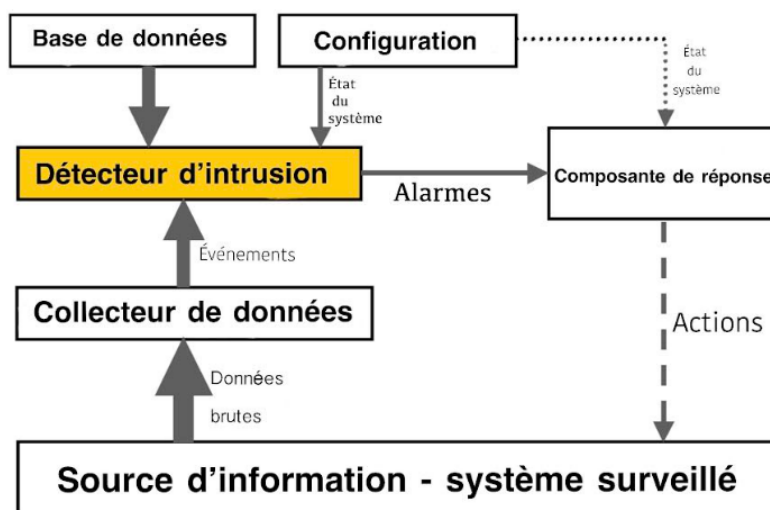 Base de données
Configuration
État
du
système
État
du
système
Détecteur d'intrusion
Alarmes
Composante de réponse
Événements
Collecteur de données
Actions
Données
brutes
Source d'information - système surveillé